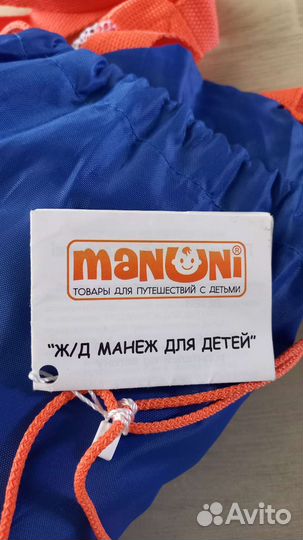 manuni®
ТОВАРЫ ДЛЯ ПУТЕШЕСТВИЙ С ДЕТЬМИ
"Ж/Д МАНЕЖ ДЛЯ ДЕТЕЙ"
Avito